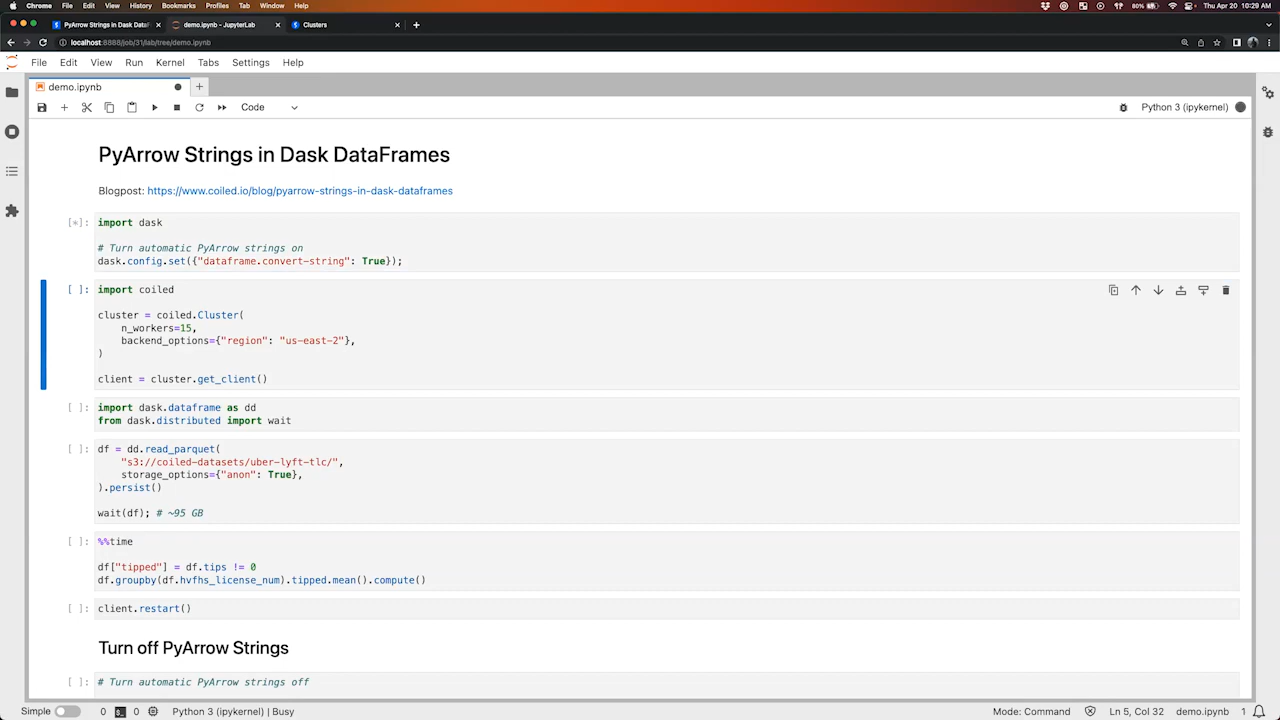 Chrome File Edit View History Bookmarks Profiles Tab Window Help 80% Thu Apr 20 10:29 AM
PyArrow Strings in Dask DataF demo.ipynb - JupyterLab Clusters
localhost:8888/job/31/lab/tree/demo.ipynb
File Edit View Run Kernel Tabs Settings Help
demo.ipynb
Code Python 3 (ipykernel)
PyArrow Strings in Dask DataFrames
Blogpost: https://www.coiled.io/blog/pyarrow-strings-in-dask-dataframes
[*]: import dask
# Turn automatic PyArrow strings on
dask.config.set({"dataframe.convert-string": True});
[ ]: import coiled
cluster = coiled.Cluster(
n_workers=15,
backend_options={"region": "us-east-2"},
)
client = cluster.get_client()
[ ]: import dask.dataframe as dd
from dask.distributed import wait
[ ]: df = dd.read_parquet(
"s3://coiled-datasets/uber-lyft-tlc/",
storage_options={"anon": True},
).persist()
wait(df); # ~95 GB
[ ]: %%time
df["tipped"] = df.tips != 0
df.groupby(df.hvfhs_license_num).tipped.mean().compute()
[ ]: client.restart()
Turn off PyArrow Strings
[ ]: # Turn automatic PyArrow strings off
Simple 0 0 Python 3 (ipykernel) | Busy Mode: Command Ln 5, Col 32 demo.ipynb 1